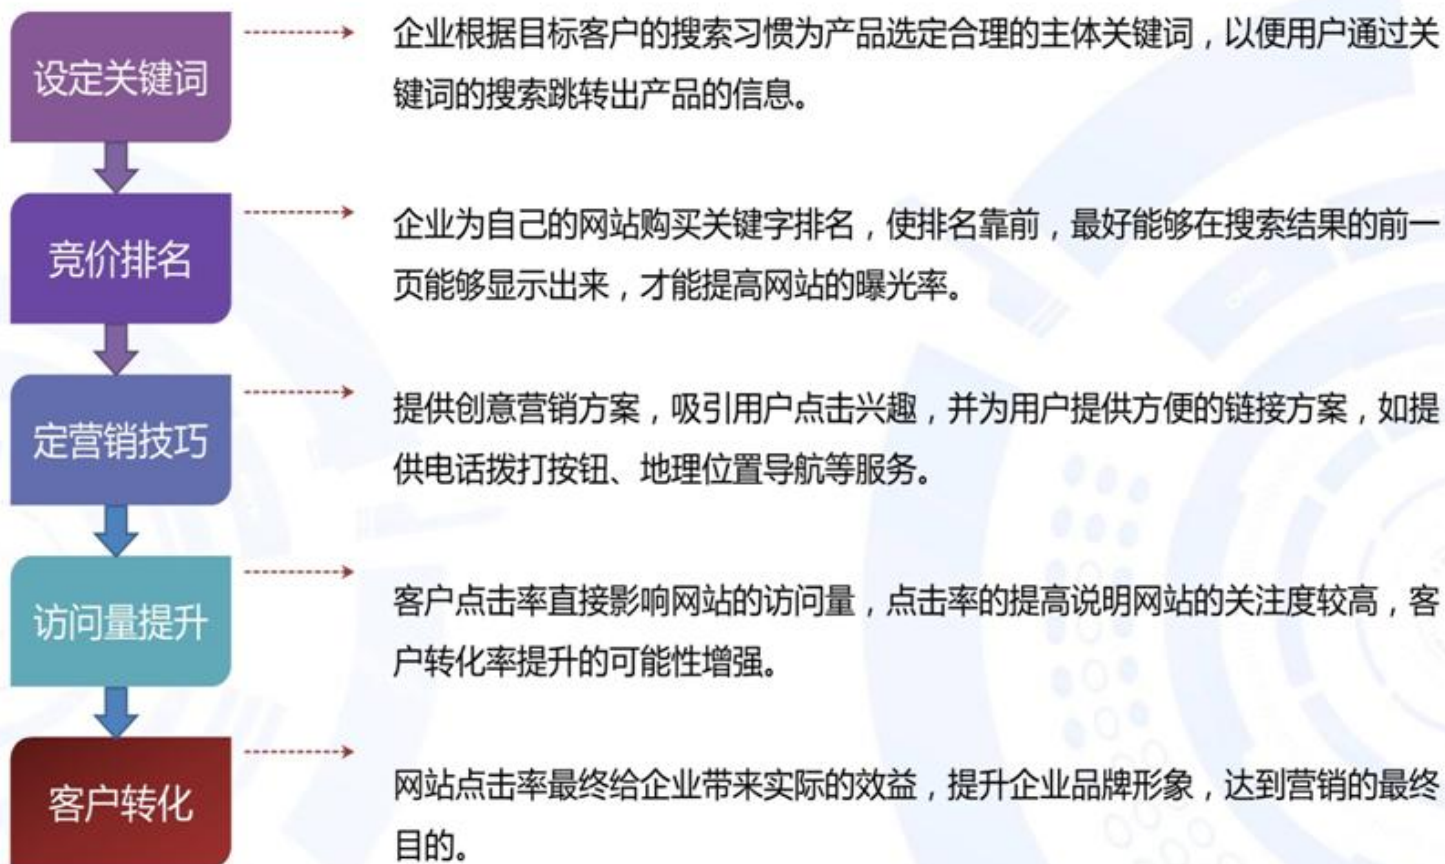 设定关键词
企业根据目标客户的搜索习惯为产品选定合理的主体关键词，以便用户通过关
键词的搜索跳转出产品的信息。
竞价排名
企业为自己的网站购买关键字排名，使排名靠前，最好能够在搜索结果的前一
页能够显示出来，才能提高网站的曝光率。
定营销技巧
提供创意营销方案，吸引用户点击兴趣，并为用户提供方便的链接方案，如提
供电话拨打按钮、地理位置导航等服务。
访问量提升
客户点击率直接影响网站的访问量，点击率的提高说明网站的关注度较高，客
户转化率提升的可能性增强。
客户转化
网站点击率最终给企业带来实际的效益，提升企业品牌形象，达到营销的最终
目的。